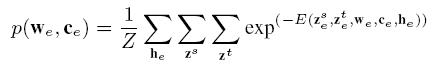 p(w_e, c_e) = \frac{1}{Z} \sum_{h_e} \sum_{z^s} \sum_{z^t} exp^{(-E(z_e^s, z_e^t, w_e, c_e, h_e))}